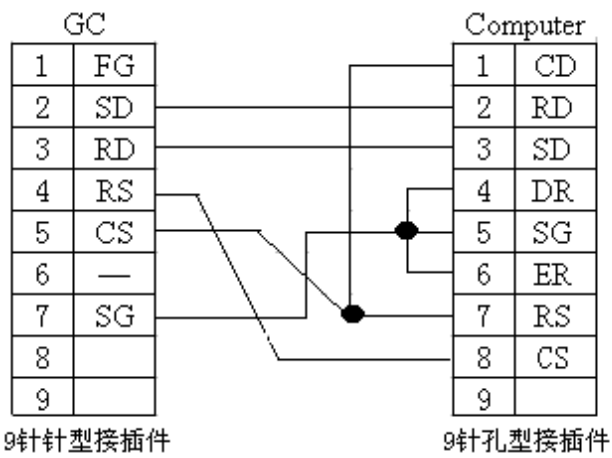 GC Computer
1 FG 1 CD
2 SD 2 RD
3 RD 3 SD
4 RS 4 DR
5 CS 5 SG
6 — 6 ER
7 SG 7 RS
8 8 CS
9 9
9针针型接插件 9针孔型接插件